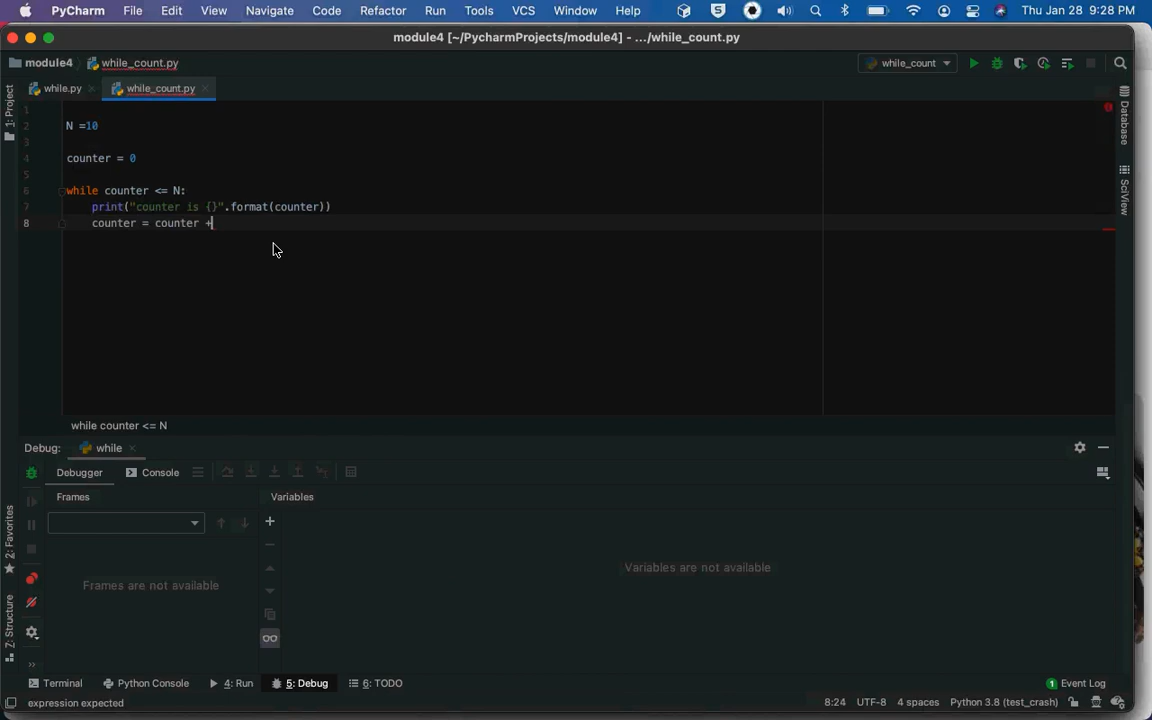 PyCharm File Edit View Navigate Code Refactor Run Tools VCS Window Help S Thu Jan 28 9:28 PM
module4 [~/PycharmProjects/module4] - .../while_count.py
module4 while_count.py while_count
while.py while_count.py
1: Project
Database
SciView
1
2 N =10
3
4 counter = 0
5
6 while counter <= N:
7 print("counter is {}".format(counter))
8 counter = counter +
while counter <= N
Debug: while
Debugger Console
Frames Variables
Frames are not available
Variables are not available
2: Favorites
7: Structure
Terminal Python Console 4: Run 5: Debug 6: TODO 1 Event Log
expression expected 8:24 UTF-8 4 spaces Python 3.8 (test_crash)